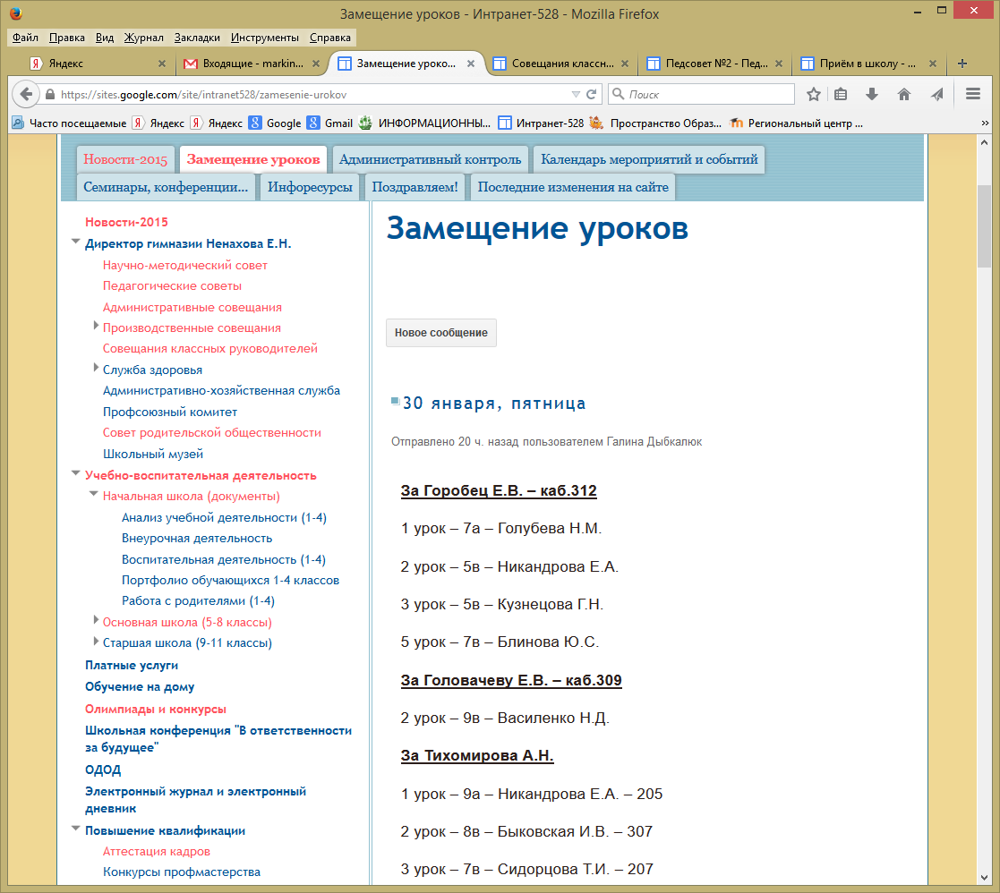 Замещение уроков - Интранет-528 - Mozilla Firefox
Файл Правка Вид Журнал Закладки Инструменты Справка
Яндекс
Входящие - markin...
Замещение уроко...
Совещания классн...
Педсовет №2 - Пед...
Приём в школу - ...
https://sites.google.com/site/intranet528/zamesenie-urokov
Поиск
Часто посещаемые Яндекс Яндекс Google Gmail ИНФОРМАЦИОННЫ... Интранет-528 Пространство Образ... Региональный центр ...
Новости-2015 Замещение уроков Административный контроль Календарь мероприятий и событий
Семинары, конференции... Инфоресурсы Поздравляем! Последние изменения на сайте
Новости-2015
Директор гимназии Ненахова Е.Н.
Научно-методический совет
Педагогические советы
Административные совещания
Производственные совещания
Совещания классных руководителей
Служба здоровья
Административно-хозяйственная служба
Профсоюзный комитет
Совет родительской общественности
Школьный музей
Учебно-воспитательная деятельность
Начальная школа (документы)
Анализ учебной деятельности (1-4)
Внеурочная деятельность
Воспитательная деятельность (1-4)
Портфолио обучающихся 1-4 классов
Работа с родителями (1-4)
Основная школа (5-8 классы)
Старшая школа (9-11 классы)
Платные услуги
Обучение на дому
Олимпиады и конкурсы
Школьная конференция "В ответственности
за будущее"
ОДОД
Электронный журнал и электронный
дневник
Повышение квалификации
Аттестация кадров
Конкурсы профмастерства
Замещение уроков
Новое сообщение
30 января, пятница
Отправлено 20 ч. назад пользователем Галина Дыбкалюк
За Горобец Е.В. – каб.312
1 урок – 7а – Голубева Н.М.
2 урок – 5в – Никандрова Е.А.
3 урок – 5в – Кузнецова Г.Н.
5 урок – 7в – Блинова Ю.С.
За Головачеву Е.В. – каб.309
2 урок – 9в – Василенко Н.Д.
За Тихомирова А.Н.
1 урок – 9а – Никандрова Е.А. – 205
2 урок – 8в – Быковская И.В. – 307
3 урок – 7в – Сидорцова Т.И. – 207